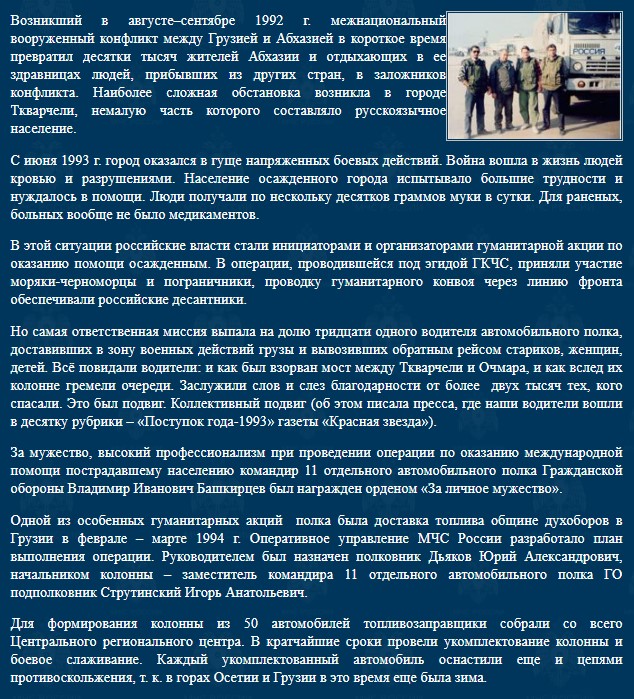 Возникший в августе–сентябре 1992 г. межнациональный
вооруженный конфликт между Грузией и Абхазией в короткое время
превратил десятки тысяч жителей Абхазии и отдыхающих в ее
здравницах людей, прибывших из других стран, в заложников
конфликта. Наиболее сложная обстановка возникла в городе
Ткварчели, немалую часть которого составляло русскоязычное
население.
РОССИЯ
С июня 1993 г. город оказался в гуще напряженных боевых действий. Война вошла в жизнь людей
кровью и разрушениями. Население осажденного города испытывало большие трудности и
нуждалось в помощи. Люди получали по нескольку десятков граммов муки в сутки. Для раненых,
больных вообще не было медикаментов.
В этой ситуации российские власти стали инициаторами и организаторами гуманитарной акции по
оказанию помощи осажденным. В операции, проводившейся под эгидой ГКЧС, приняли участие
моряки-черноморцы и пограничники, проводку гуманитарного конвоя через линию фронта
обеспечивали российские десантники.
Но самая ответственная миссия выпала на долю тридцати одного водителя автомобильного полка,
доставивших в зону военных действий грузы и вывозивших обратным рейсом стариков, женщин,
детей. Всё повидали водители: и как был взорван мост между Ткварчели и Очмара, и как вслед их
колонне гремели очереди. Заслужили слов и слез благодарности от более двух тысяч тех, кого
спасали. Это был подвиг. Коллективный подвиг (об этом писала пресса, где наши водители вошли
в десятку рубрики – «Поступок года-1993» газеты «Красная звезда»).
За мужество, высокий профессионализм при проведении операции по оказанию международной
помощи пострадавшему населению командир 11 отдельного автомобильного полка Гражданской
обороны Владимир Иванович Башкирцев был награжден орденом «За личное мужество».
Одной из особенных гуманитарных акций полка была доставка топлива общине духоборов в
Грузии в феврале – марте 1994 г. Оперативное управление МЧС России разработало план
выполнения операции. Руководителем был назначен полковник Дьяков Юрий Александрович,
начальником колонны – заместитель командира 11 отдельного автомобильного полка ГО
подполковник Струтинский Игорь Анатольевич.
Для формирования колонны из 50 автомобилей топливозаправщики собрали со всего
Центрального регионального центра. В кратчайшие сроки провели укомплектование колонны и
боевое слаживание. Каждый укомплектованный автомобиль оснастили еще и цепями
противоскольжения, т. к. в горах Осетии и Грузии в это время еще была зима.